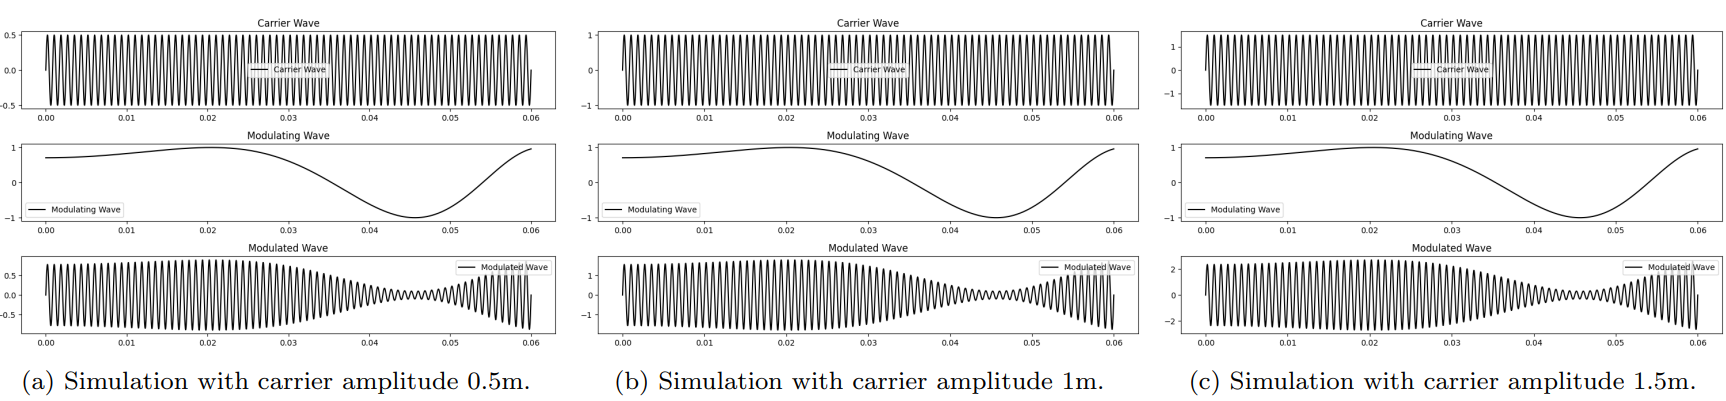 Carrier Wave
0.5
0.0
-0.5
Carrier Wave
0.00 0.01 0.02 0.03 0.04 0.05 0.06
Modulating Wave
1
0
-1
Modulating Wave
0.00 0.01 0.02 0.03 0.04 0.05 0.06
Modulated Wave
0.5
0.0
-0.5
Modulated Wave
0.00 0.01 0.02 0.03 0.04 0.05 0.06
(a) Simulation with carrier amplitude 0.5m.
Carrier Wave
1
0
-1
Carrier Wave
0.00 0.01 0.02 0.03 0.04 0.05 0.06
Modulating Wave
1
0
-1
Modulating Wave
0.00 0.01 0.02 0.03 0.04 0.05 0.06
Modulated Wave
1
0
-1
Modulated Wave
0.00 0.01 0.02 0.03 0.04 0.05 0.06
(b) Simulation with carrier amplitude 1m.
Carrier Wave
1
0
-1
Carrier Wave
0.00 0.01 0.02 0.03 0.04 0.05 0.06
Modulating Wave
1
0
-1
Modulating Wave
0.00 0.01 0.02 0.03 0.04 0.05 0.06
Modulated Wave
2
0
-2
Modulated Wave
0.00 0.01 0.02 0.03 0.04 0.05 0.06
(c) Simulation with carrier amplitude 1.5m.